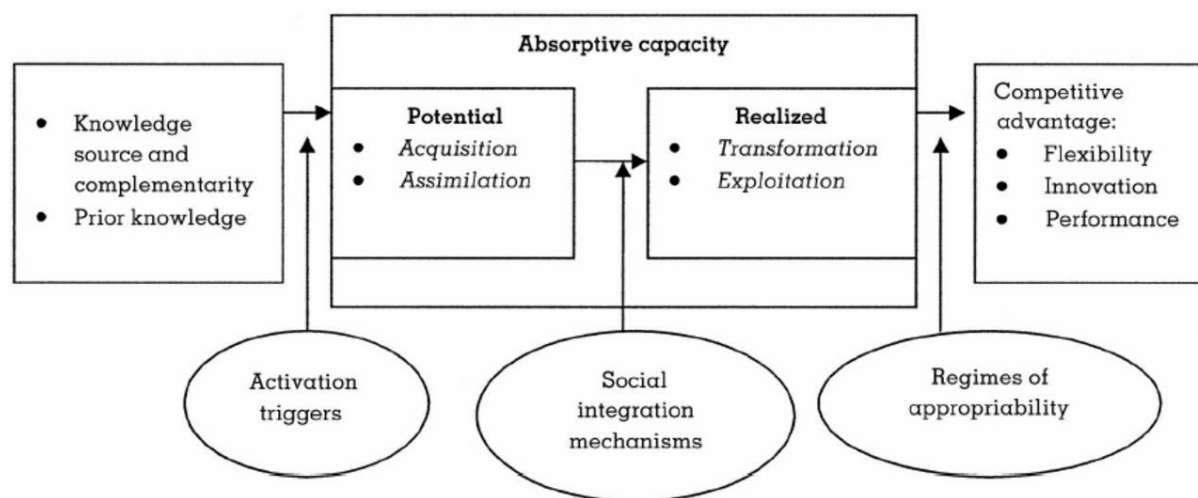 Absorptive capacity
• Knowledge
source and
complementarity
• Prior knowledge
Potential
• Acquisition
• Assimilation
Realized
• Transformation
• Exploitation
Competitive
advantage:
• Flexibility
• Innovation
• Performance
Activation
triggers
Social
integration
mechanisms
Regimes of
appropriability